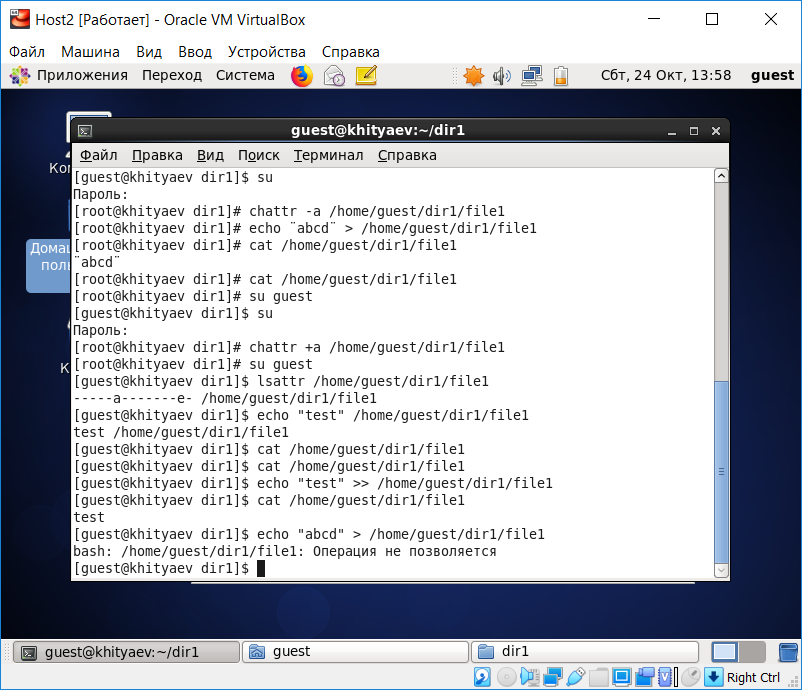 Host2 [Работает] - Oracle VM VirtualBox
Файл Машина Вид Ввод Устройства Справка
Приложения Переход Система Сбт, 24 Окт, 13:58 guest
guest@khityaev:~/dir1
Файл Правка Вид Поиск Терминал Справка
[guest@khityaev dir1]$ su
Пароль:
[root@khityaev dir1]# chattr -a /home/guest/dir1/file1
[root@khityaev dir1]# echo ¨abcd¨ > /home/guest/dir1/file1
[root@khityaev dir1]# cat /home/guest/dir1/file1
¨abcd¨
[root@khityaev dir1]# cat /home/guest/dir1/file1
[root@khityaev dir1]# su guest
[guest@khityaev dir1]$ su
Пароль:
[root@khityaev dir1]# chattr +a /home/guest/dir1/file1
[root@khityaev dir1]# su guest
[guest@khityaev dir1]$ lsattr /home/guest/dir1/file1
-----a-------e- /home/guest/dir1/file1
[guest@khityaev dir1]$ echo "test" /home/guest/dir1/file1
test /home/guest/dir1/file1
[guest@khityaev dir1]$ cat /home/guest/dir1/file1
[guest@khityaev dir1]$ cat /home/guest/dir1/file1
[guest@khityaev dir1]$ echo "test" >> /home/guest/dir1/file1
[guest@khityaev dir1]$ cat /home/guest/dir1/file1
test
[guest@khityaev dir1]$ echo "abcd" > /home/guest/dir1/file1
bash: /home/guest/dir1/file1: Операция не позволяется
[guest@khityaev dir1]$
guest@khityaev:~/dir1 guest dir1
Right Ctrl